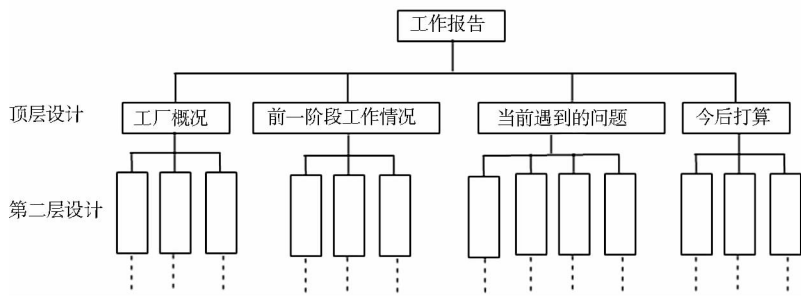 工作报告
顶层设计
工厂概况
前一阶段工作情况
当前遇到的问题
今后打算
第二层设计